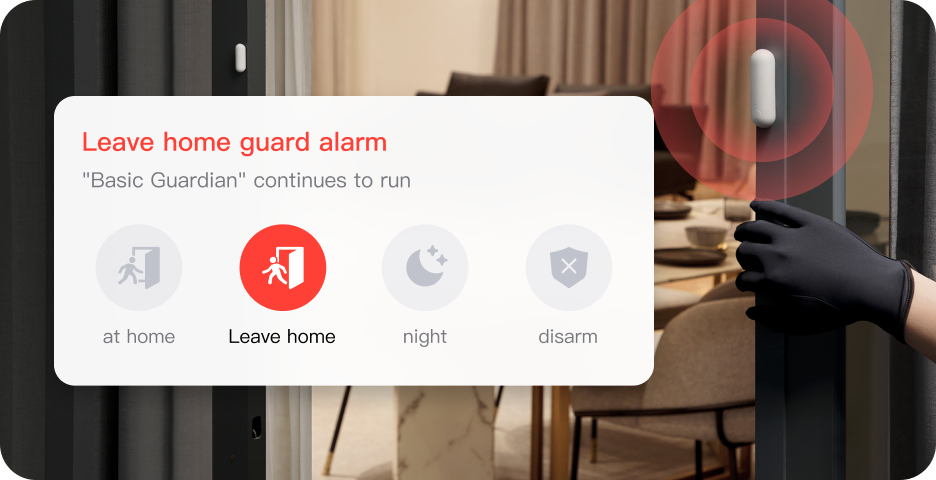 Leave home guard alarm
"Basic Guardian" continues to run
at home
Leave home
night
disarm